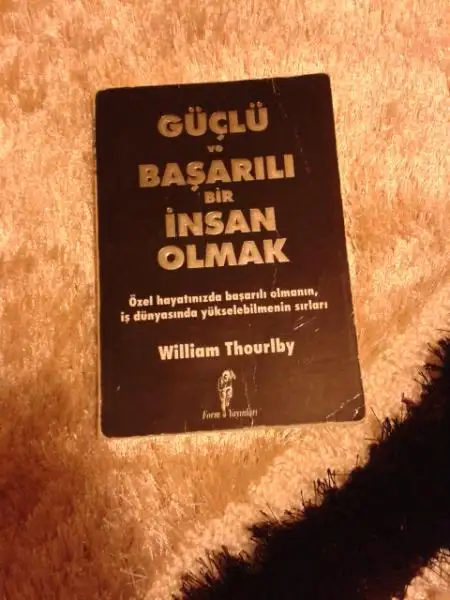 GÜÇLÜ
ve
BAŞARILI
BİR
İNSAN
OLMAK
Özel hayatınızda başarılı olmanın,
iş dünyasında yükselebilmenin sırları
William Thourlby
Form Yayınları